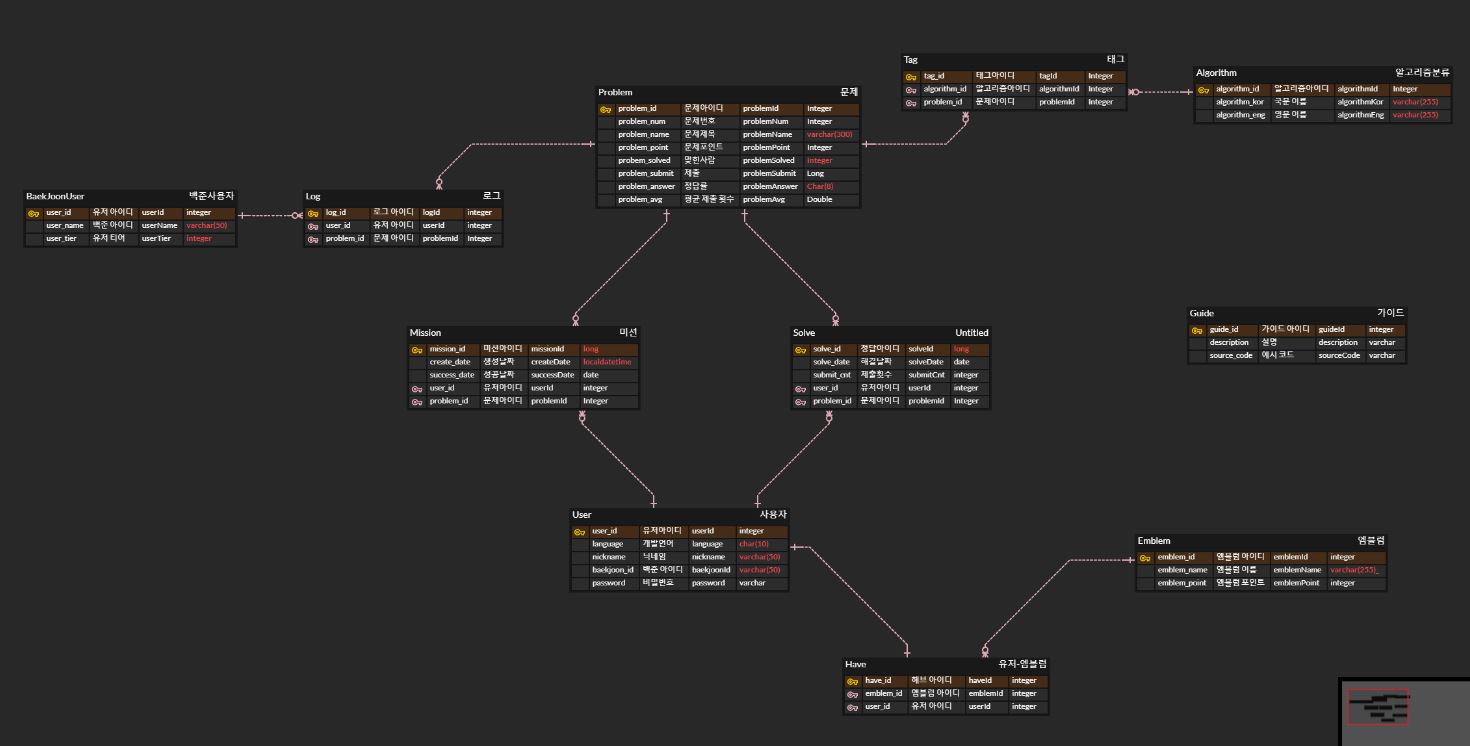 Tag 태그
tag_id 태그아이디 tagId Integer
algorithm_id 알고리즘아이디 algorithmId Integer
problem_id 문제아이디 problemId Integer
Algorithm 알고리즘분류
algorithm_id 알고리즘아이디 algorithmId Integer
algorithm_kor 국문 이름 algorithmKor varchar(255)
algorithm_eng 영문 이름 algorithmEng varchar(255)
Problem 문제
problem_id 문제아이디 problemId Integer
problem_num 문제번호 problemNum Integer
problem_name 문제제목 problemName varchar(300)
problem_point 문제포인트 problemPoint Integer
probem_solved 맞힌사람 problemSolved Integer
problem_submit 제출 problemSubmit Long
problem_answer 정답률 problemAnswer Char(8)
problem_avg 평균 제출 횟수 problemAvg Double
BaekJoonUser 백준사용자
user_id 유저 아이디 userId integer
user_name 백준 아이디 userName varchar(30)
user_tier 유저 티어 userTier integer
Log 로그
log_id 로그 아이디 logId integer
user_id 유저 아이디 userId integer
problem_id 문제 아이디 problemId Integer
Mission 미션
mission_id 미션아이디 missionId long
create_date 생성날짜 createDate localdatetime
success_date 성공날짜 successDate date
user_id 유저아이디 userId integer
problem_id 문제아이디 problemId Integer
Solve Untitled
solve_id 정답아이디 solveId long
solve_date 해결날짜 solveDate date
submit_cnt 제출횟수 submitCnt integer
user_id 유저아이디 userId integer
problem_id 문제아이디 problemId Integer
Guide 가이드
guide_id 가이드 아이디 guideId integer
description 설명 description varchar
source_code 예시 코드 sourceCode varchar
User 사용자
user_id 유저아이디 userId integer
language 개발언어 language char(10)
nickname 닉네임 nickname varchar(50)
baekjoon_id 백준 아이디 baekjoonId varchar(50)
password 비밀번호 password varchar
Emblem 엠블럼
emblem_id 엠블럼 아이디 emblemId integer
emblem_name 엠블럼 이름 emblemName varchar(255)_
emblem_point 엠블럼 포인트 emblemPoint integer
Have 유저-엠블럼
have_id 해브 아이디 haveId integer
emblem_id 엠블럼 아이디 emblemId integer
user_id 유저 아이디 userId integer